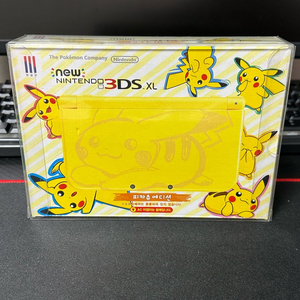 The Pokémon Company Nintendo
new
NINTENDO 3DS XL
피카츄 에디션